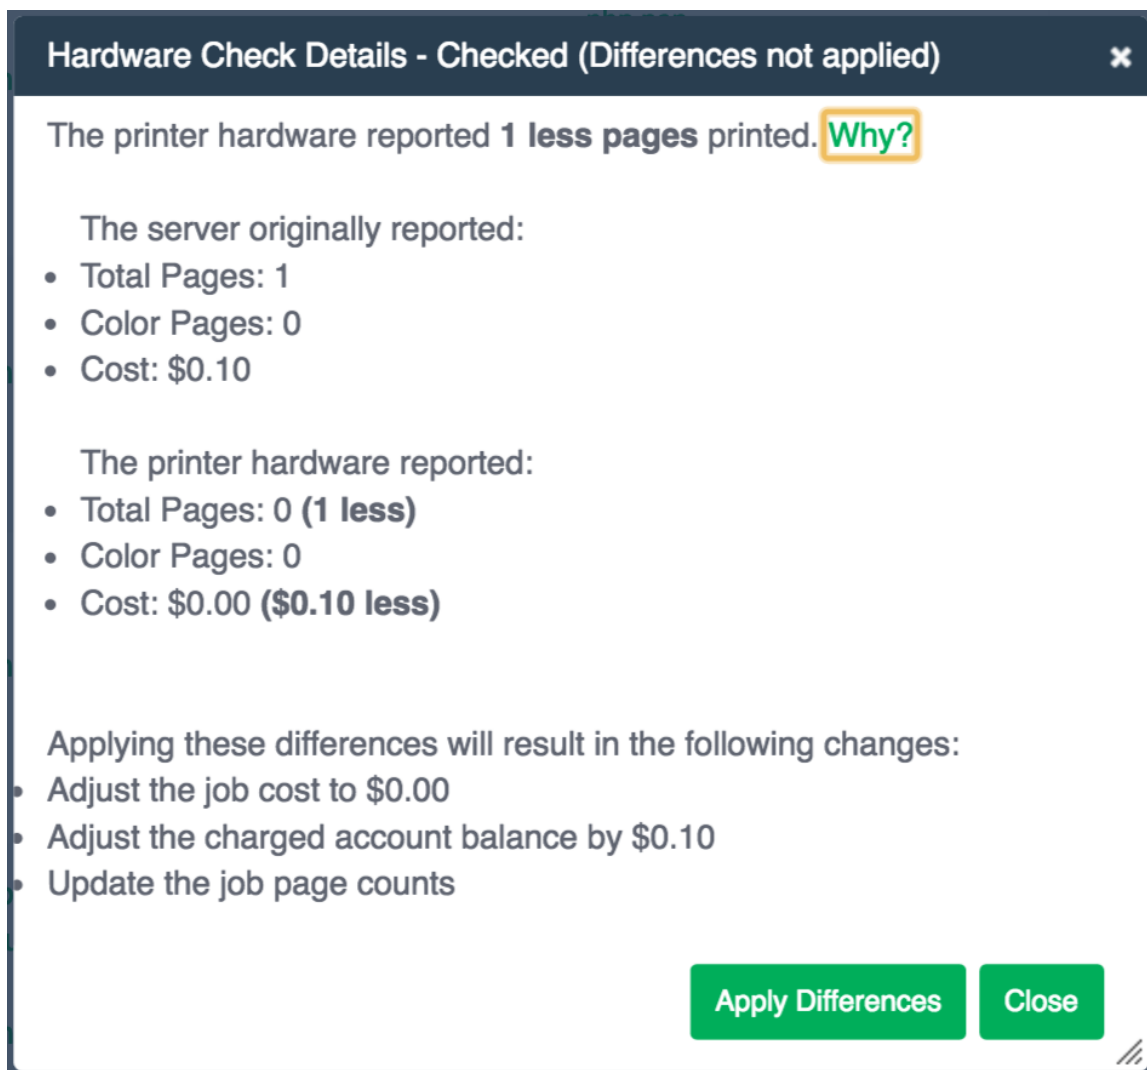 Hardware Check Details - Checked (Differences not applied)
The printer hardware reported 1 less pages printed. Why?
The server originally reported:
• Total Pages: 1
• Color Pages: 0
• Cost: $0.10
The printer hardware reported:
• Total Pages: 0 (1 less)
• Color Pages: 0
• Cost: $0.00 ($0.10 less)
Applying these differences will result in the following changes:
• Adjust the job cost to $0.00
• Adjust the charged account balance by $0.10
• Update the job page counts
Apply Differences Close